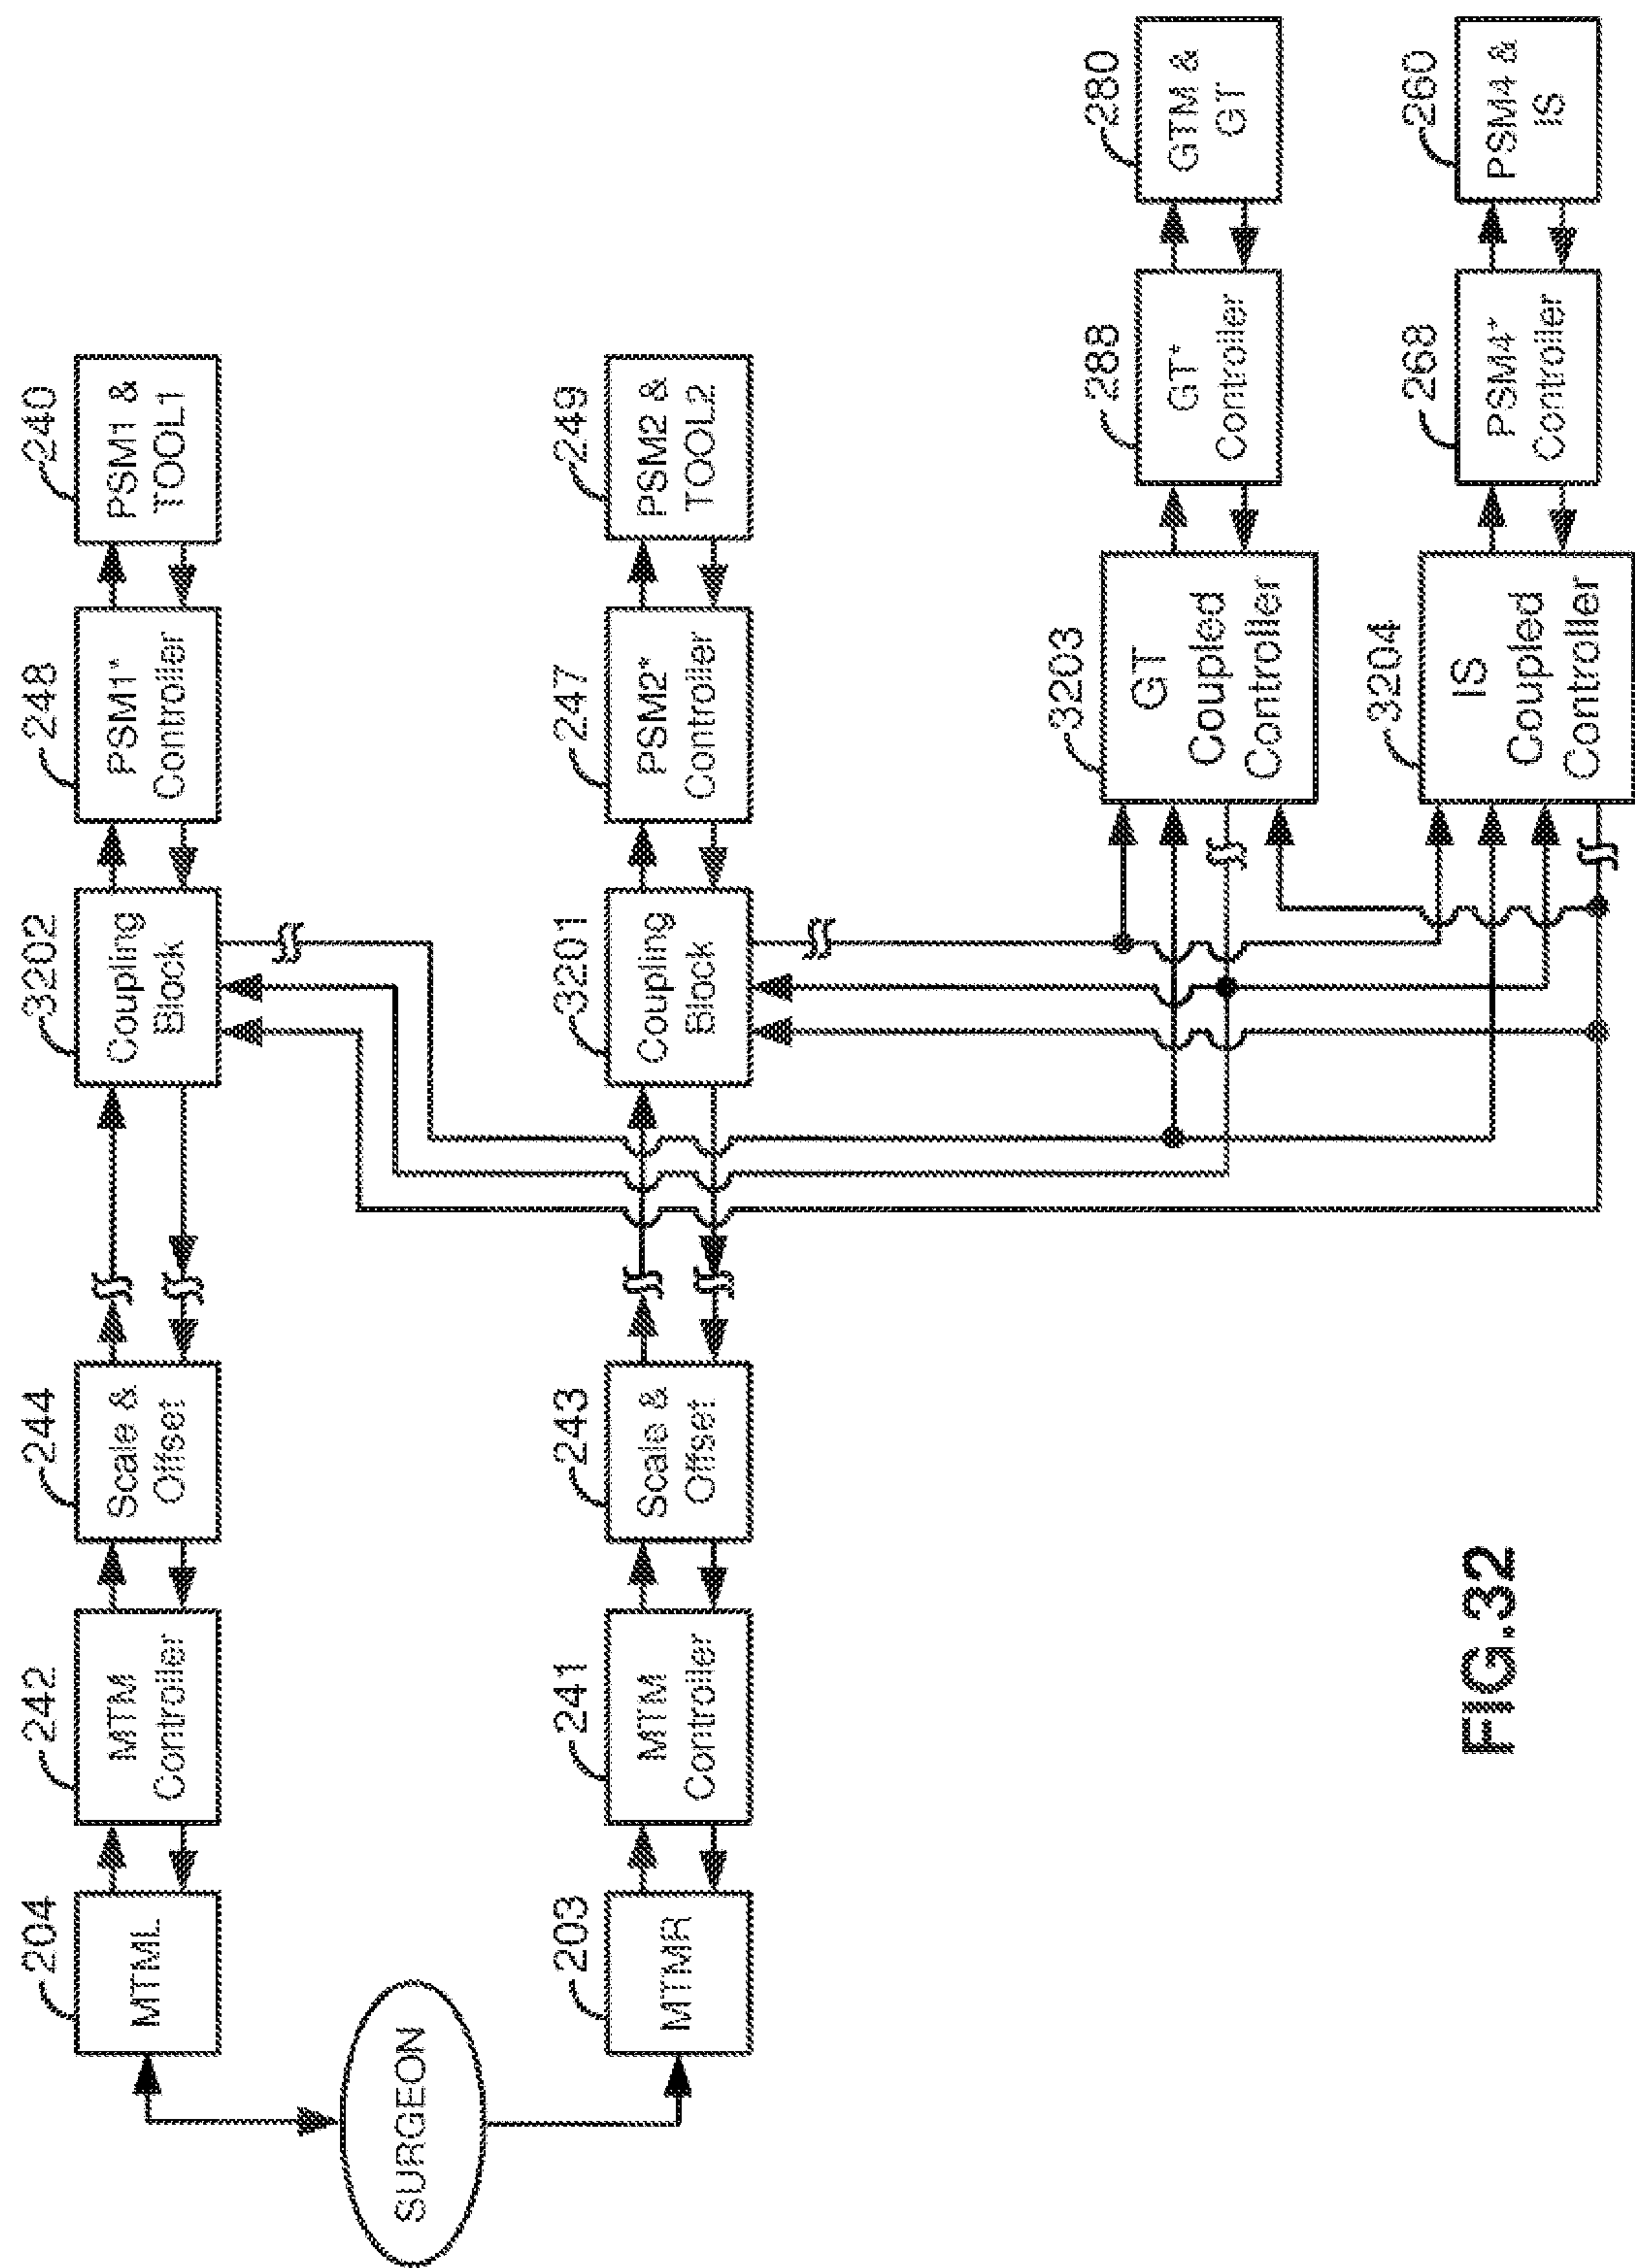 204
MTML
242
MTM
Controller
244
Scale &
Offset
3202
Coupling
Block
248
PSM1*
Controller
240
PSM1 &
TOOL1
SURGEON
203
MTMR
241
MTM
Controller
243
Scale &
Offset
3201
Coupling
Block
247
PSM2*
Controller
249
PSM2 &
TOOL2
3203
GT
Coupled
Controller
288
GT*
Controller
280
GTM &
GT
3204
IS
Coupled
Controller
268
PSM4*
Controller
260
PSM4 &
IS
FIG.32